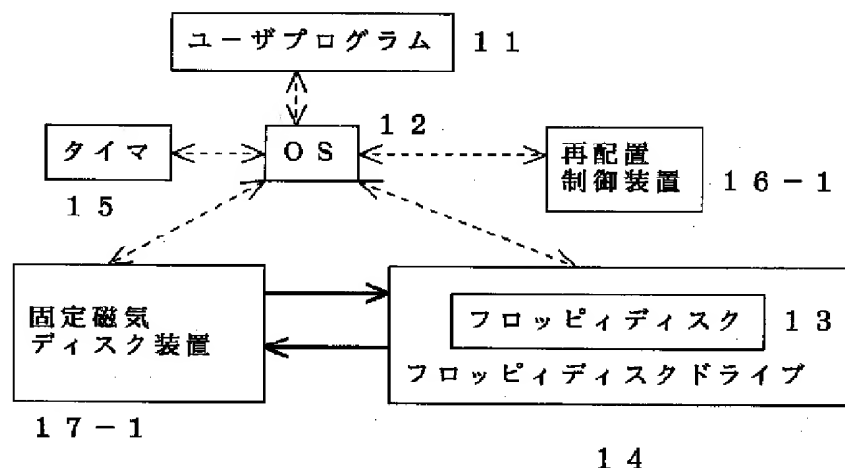 ユーザプログラム 11
12
タイマ
OS
再配置
制御装置
15
16-1
固定磁気
ディスク装置
フロッピィディスク 13
フロッピィディスクドライブ
17-1
14